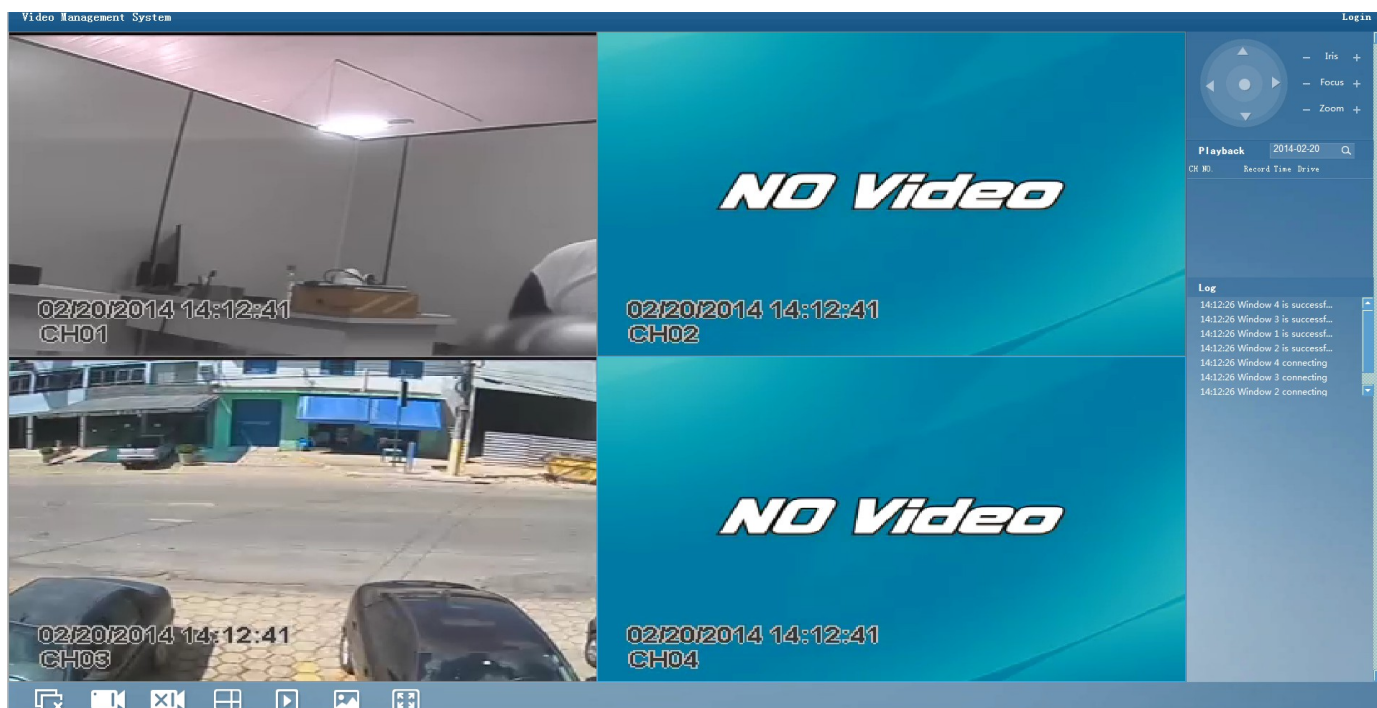 Video Management System
Login
02/20/2014 14:12:41
CH01
NO Video
02/20/2014 14:12:41
CH02
02/20/2014 14:12:41
CH03
NO Video
02/20/2014 14:12:41
CH04
− Iris +
− Focus +
− Zoom +
Playback 2014-02-20
CH NO. Record Time Drive
Log
14:12:26 Window 4 is successf...
14:12:26 Window 3 is successf...
14:12:26 Window 1 is successf...
14:12:26 Window 2 is successf...
14:12:26 Window 4 connecting
14:12:26 Window 3 connecting
14:12:26 Window 2 connecting